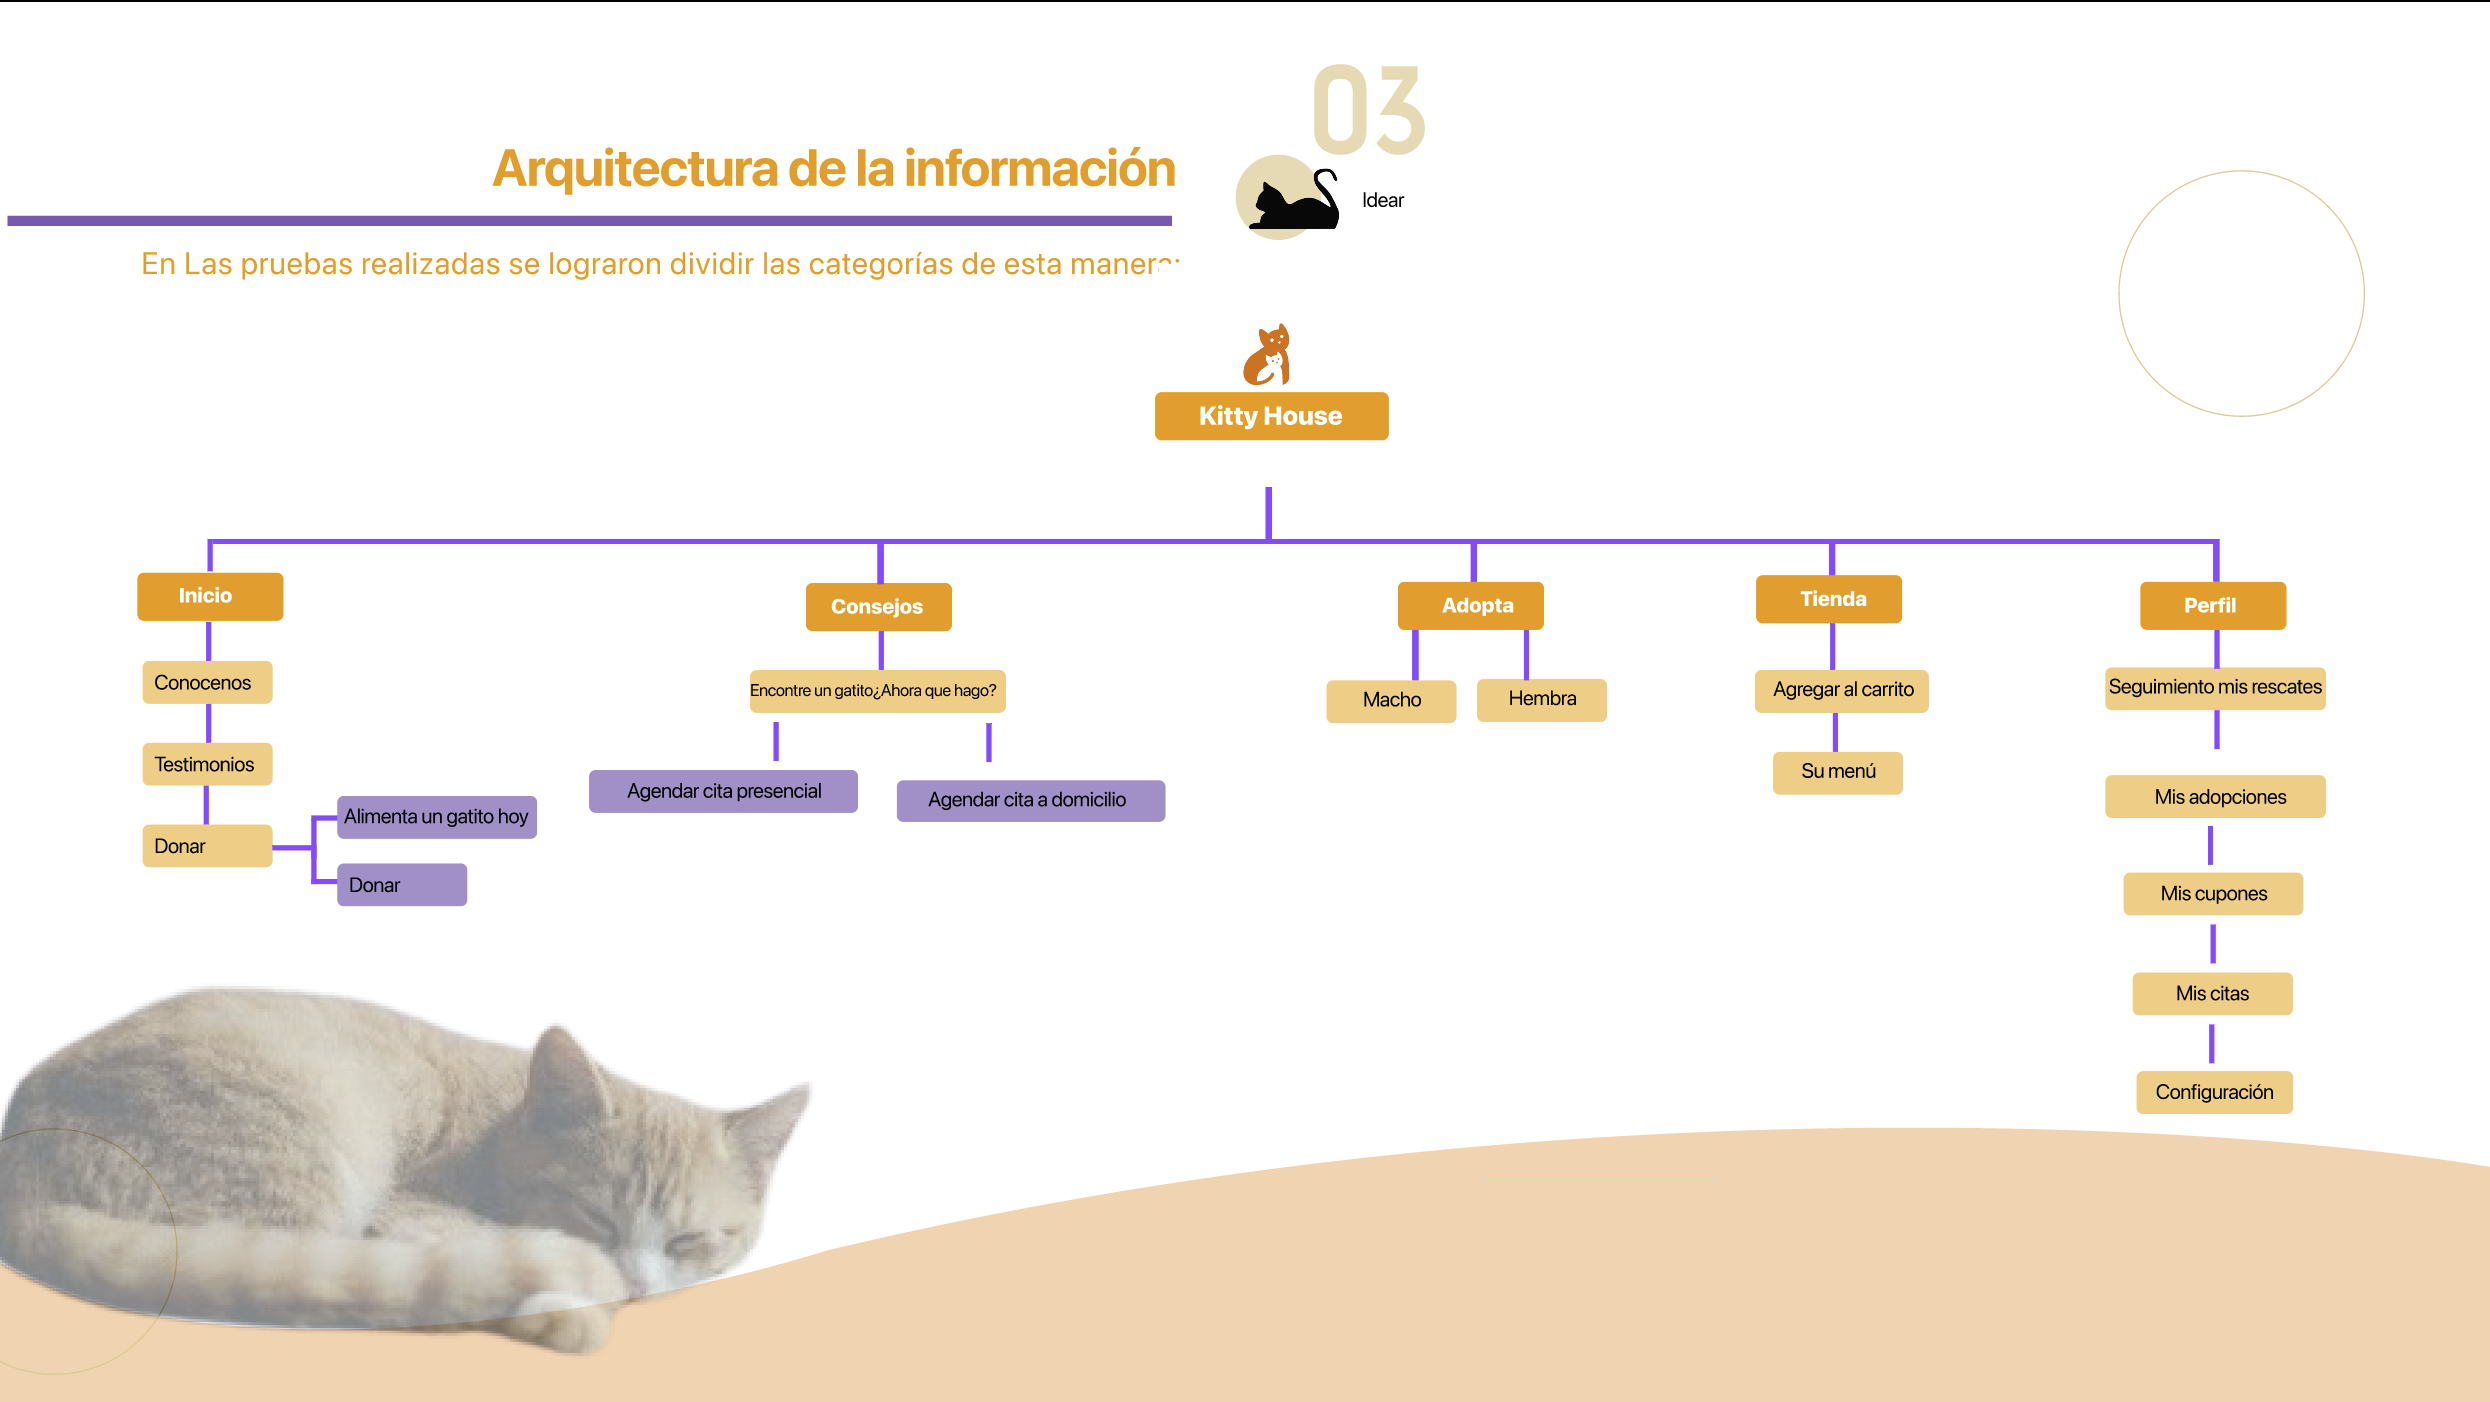 03
Arquitectura de la información
Idear
En Las pruebas realizadas se lograron dividir las categorías de esta manera:
Kitty House
Inicio
Conocenos
Testimonios
Donar
Alimenta un gatito hoy
Donar
Consejos
Encontre un gatito¿Ahora que hago?
Agendar cita presencial
Agendar cita a domicilio
Adopta
Macho
Hembra
Tienda
Agregar al carrito
Su menú
Perfil
Seguimiento mis rescates
Mis adopciones
Mis cupones
Mis citas
Configuración